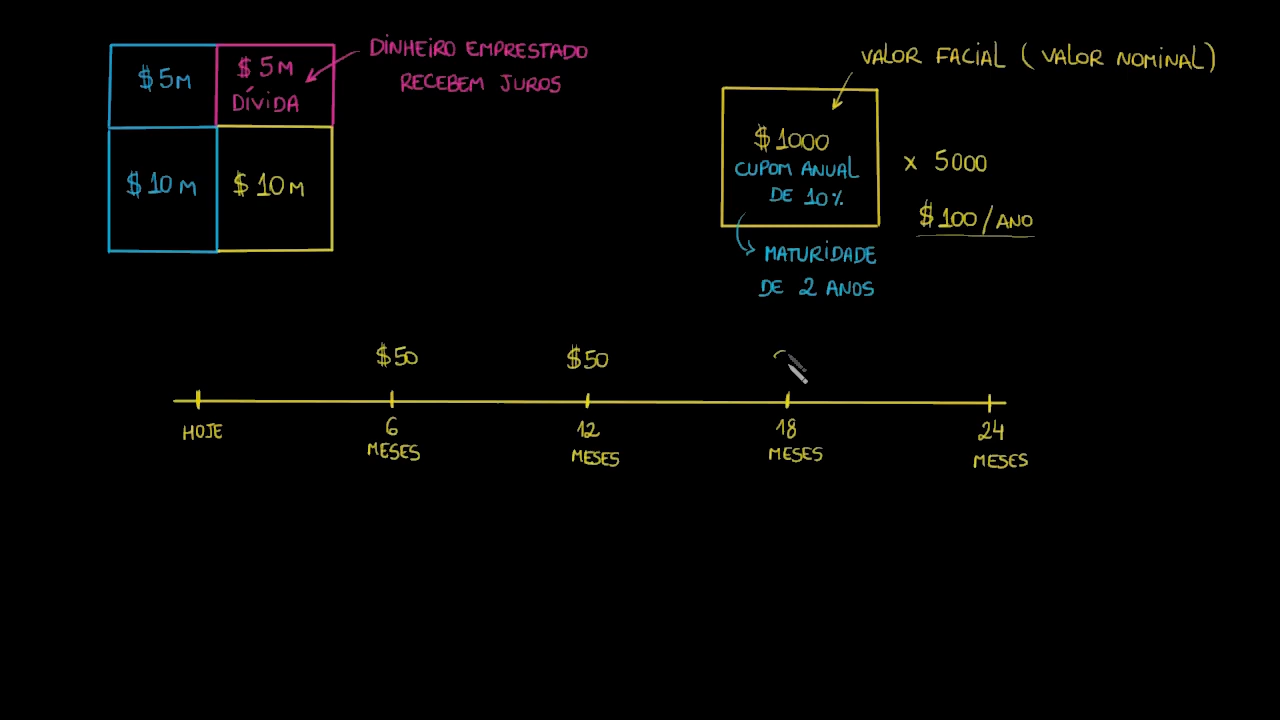 $5M
$5M
DÍVIDA
$10M
$10M
DINHEIRO EMPRESTADO
RECEBEM JUROS
VALOR FACIAL (VALOR NOMINAL)
$1000
CUPOM ANUAL
DE 10%
x 5000
$100/ANO
MATURIDADE
DE 2 ANOS
$50
$50
HOJE
6
MESES
12
MESES
18
MESES
24
MESES